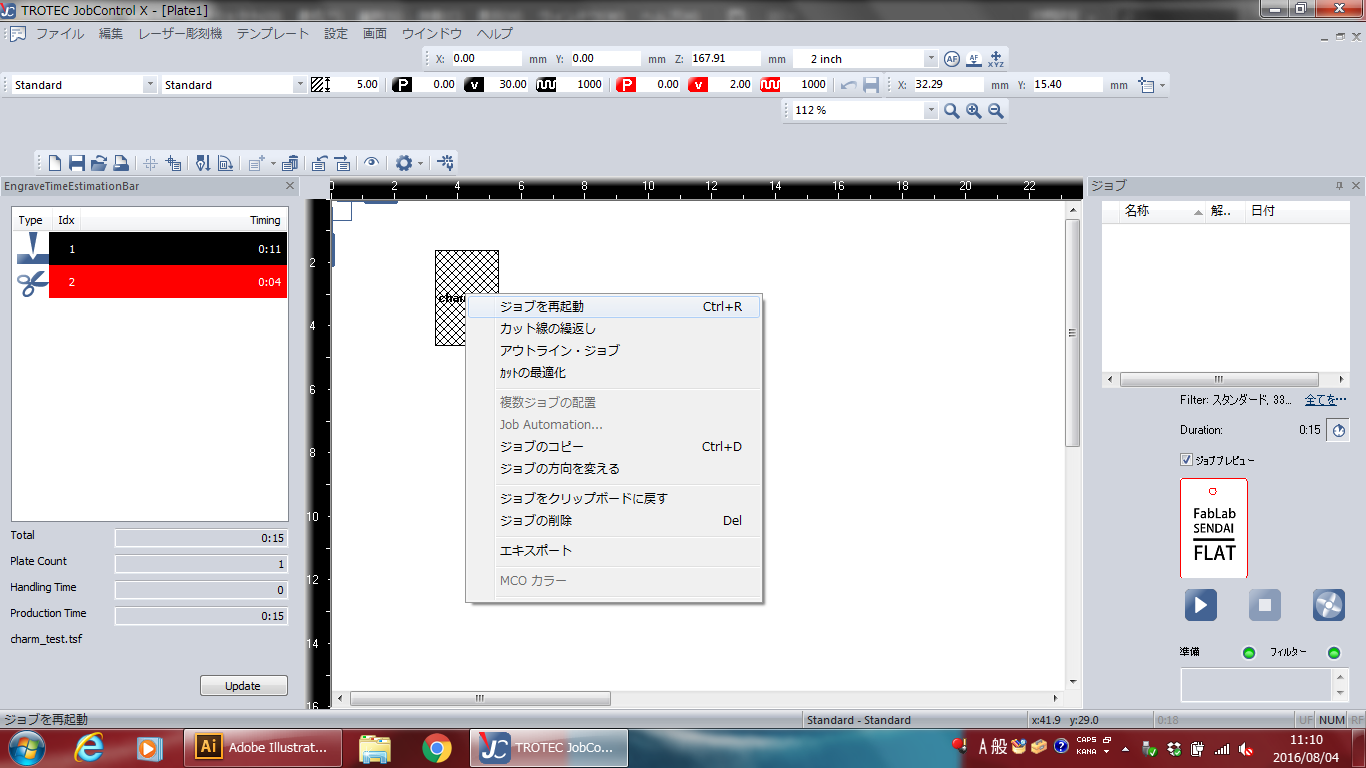 TROTEC JobControl X - [Plate1]
ファイル 編集 レーザー彫刻機 テンプレート 設定 画面 ウインドウ ヘルプ
X: 0.00 mm Y: 0.00 mm Z: 167.91 mm 2 inch AF AF XYZ
Standard Standard 5.00 P 0.00 v 30.00 1000 P 0.00 v 2.00 1000 X: 32.29 mm Y: 15.40 mm
112 %
EngraveTimeEstimationBar
Type Idx Timing
1 0:11
2 0:04
Total 0:15
Plate Count 1
Handling Time 0
Production Time 0:15
charm_test.tsf
Update
0 2 4 6 8 10 12 14 16 18 20 22
2
4
6
8
10
12
14
16
ジョブを再起動 Ctrl+R
カット線の繰返し
アウトライン・ジョブ
ｶｯﾄの最適化
複数ジョブの配置
Job Automation...
ジョブのコピー Ctrl+D
ジョブの方向を変える
ジョブをクリップボードに戻す
ジョブの削除 Del
エキスポート
MCO カラー
ジョブ
名称 解.. 日付
Filter: スタンダード, 33... 全てを…
Duration: 0:15
ジョブプレビュー
FabLab
SENDAI
FLAT
準備 フィルター
ジョブを再起動 Standard - Standard x:41.9 y:29.0 0:18 UF NUM RF
Ai Adobe Illustrat... JC TROTEC JobCo... A 般 CAPS KANA
11:10
2016/08/04